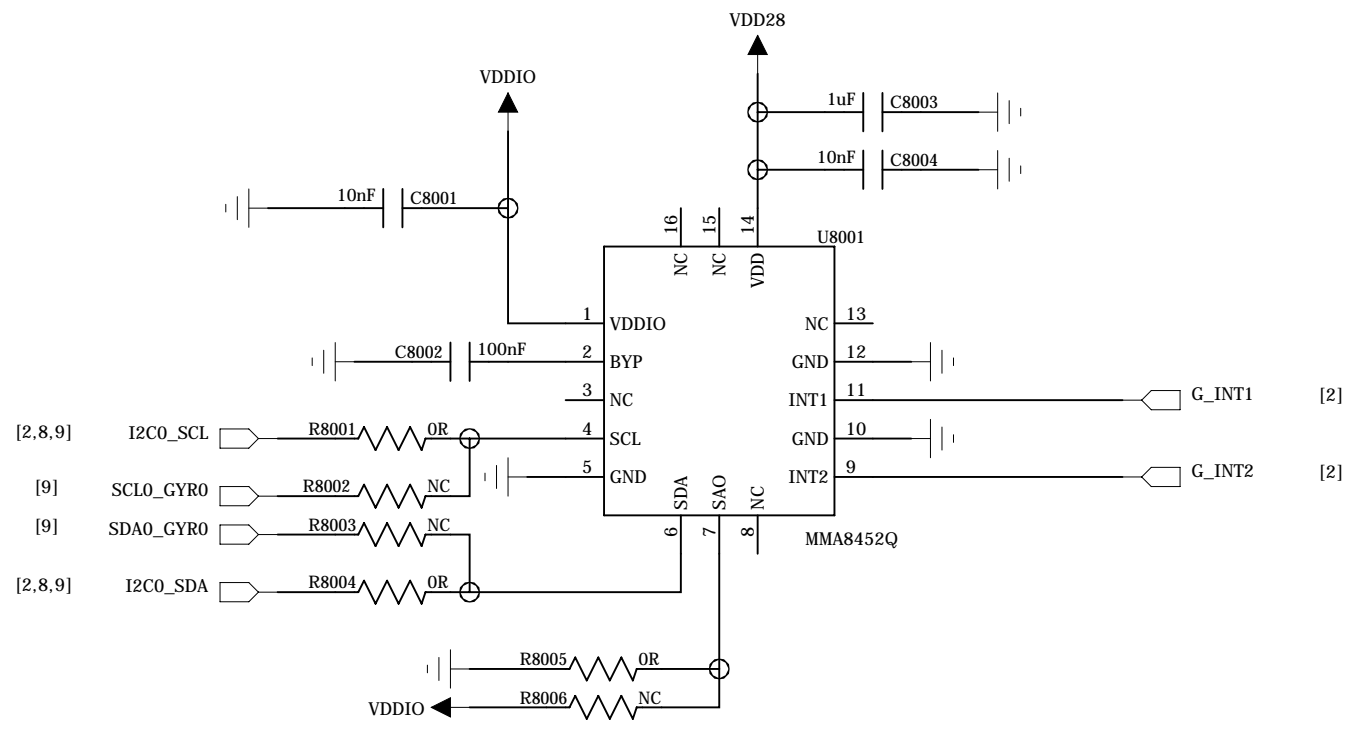 VDD28
VDDIO
1uF C8003
10nF C8004
10nF C8001
16 15 14
U8001
NC NC VDD
1 VDDIO NC 13
C8002 100nF 2 BYP GND 12
3 NC INT1 11 G_INT1 [2]
[2,8,9] I2C0_SCL R8001 0R 4 SCL GND 10
5 GND INT2 9 G_INT2 [2]
[9] SCL0_GYR0 R8002 NC
SDA SAO NC
[9] SDA0_GYR0 R8003 NC 6 7 8
MMA8452Q
[2,8,9] I2C0_SDA R8004 0R
R8005 0R
VDDIO R8006 NC